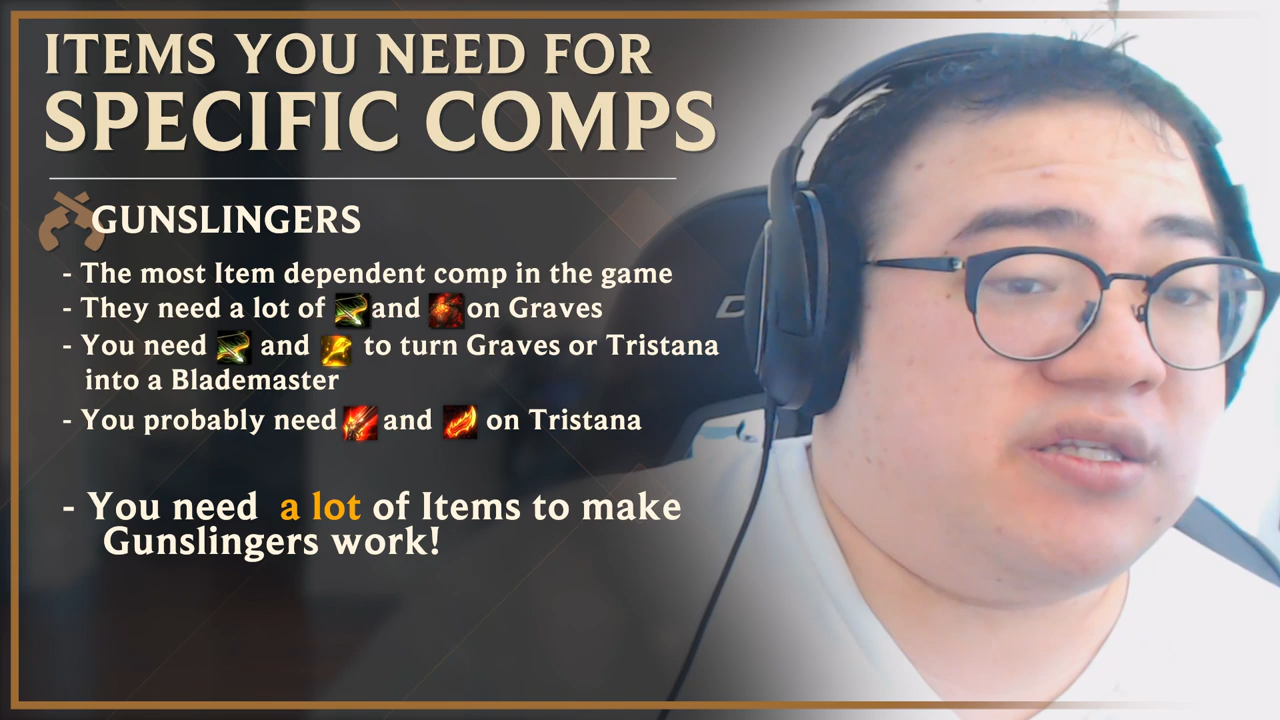 ITEMS YOU NEED FOR
SPECIFIC COMPS
GUNSLINGERS
- The most Item dependent comp in the game
- They need a lot of and on Graves
- You need and to turn Graves or Tristana
into a Blademaster
- You probably need and on Tristana
- You need a lot of Items to make
Gunslingers work!